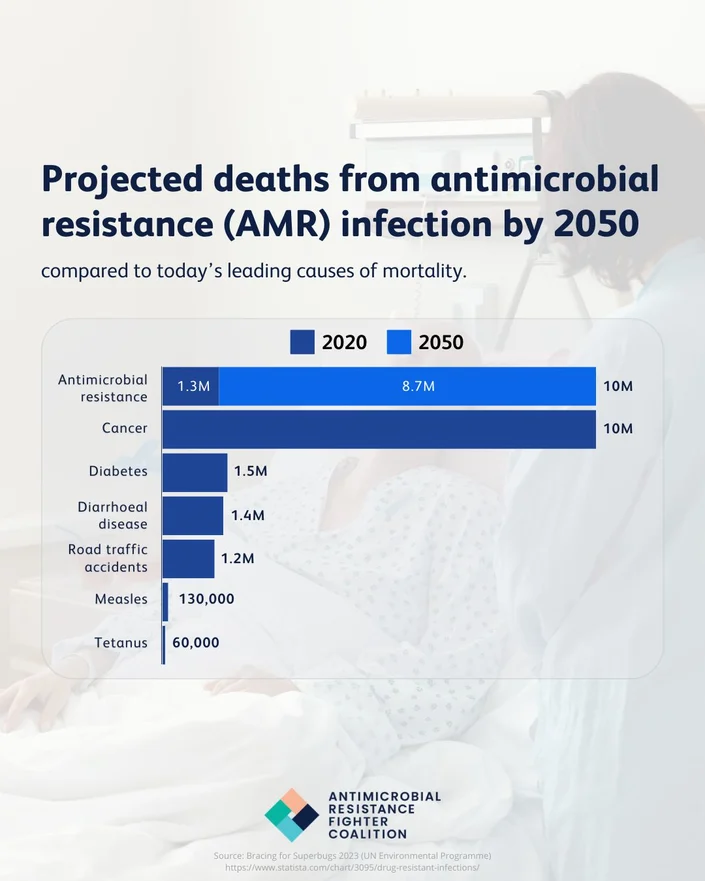 Projected deaths from antimicrobial
resistance (AMR) infection by 2050
compared to today's leading causes of mortality.
2020 2050
Antimicrobial
resistance
1.3M 8.7M 10M
Cancer 10M
Diabetes 1.5M
Diarrhoeal
disease
1.4M
Road traffic
accidents
1.2M
Measles 130,000
Tetanus 60,000
ANTIMICROBIAL
RESISTANCE
FIGHTER
COALITION
Source: Bracing for Superbugs 2023 (UN Environmental Programme)
https://www.statista.com/chart/3095/drug-resistant-infections/